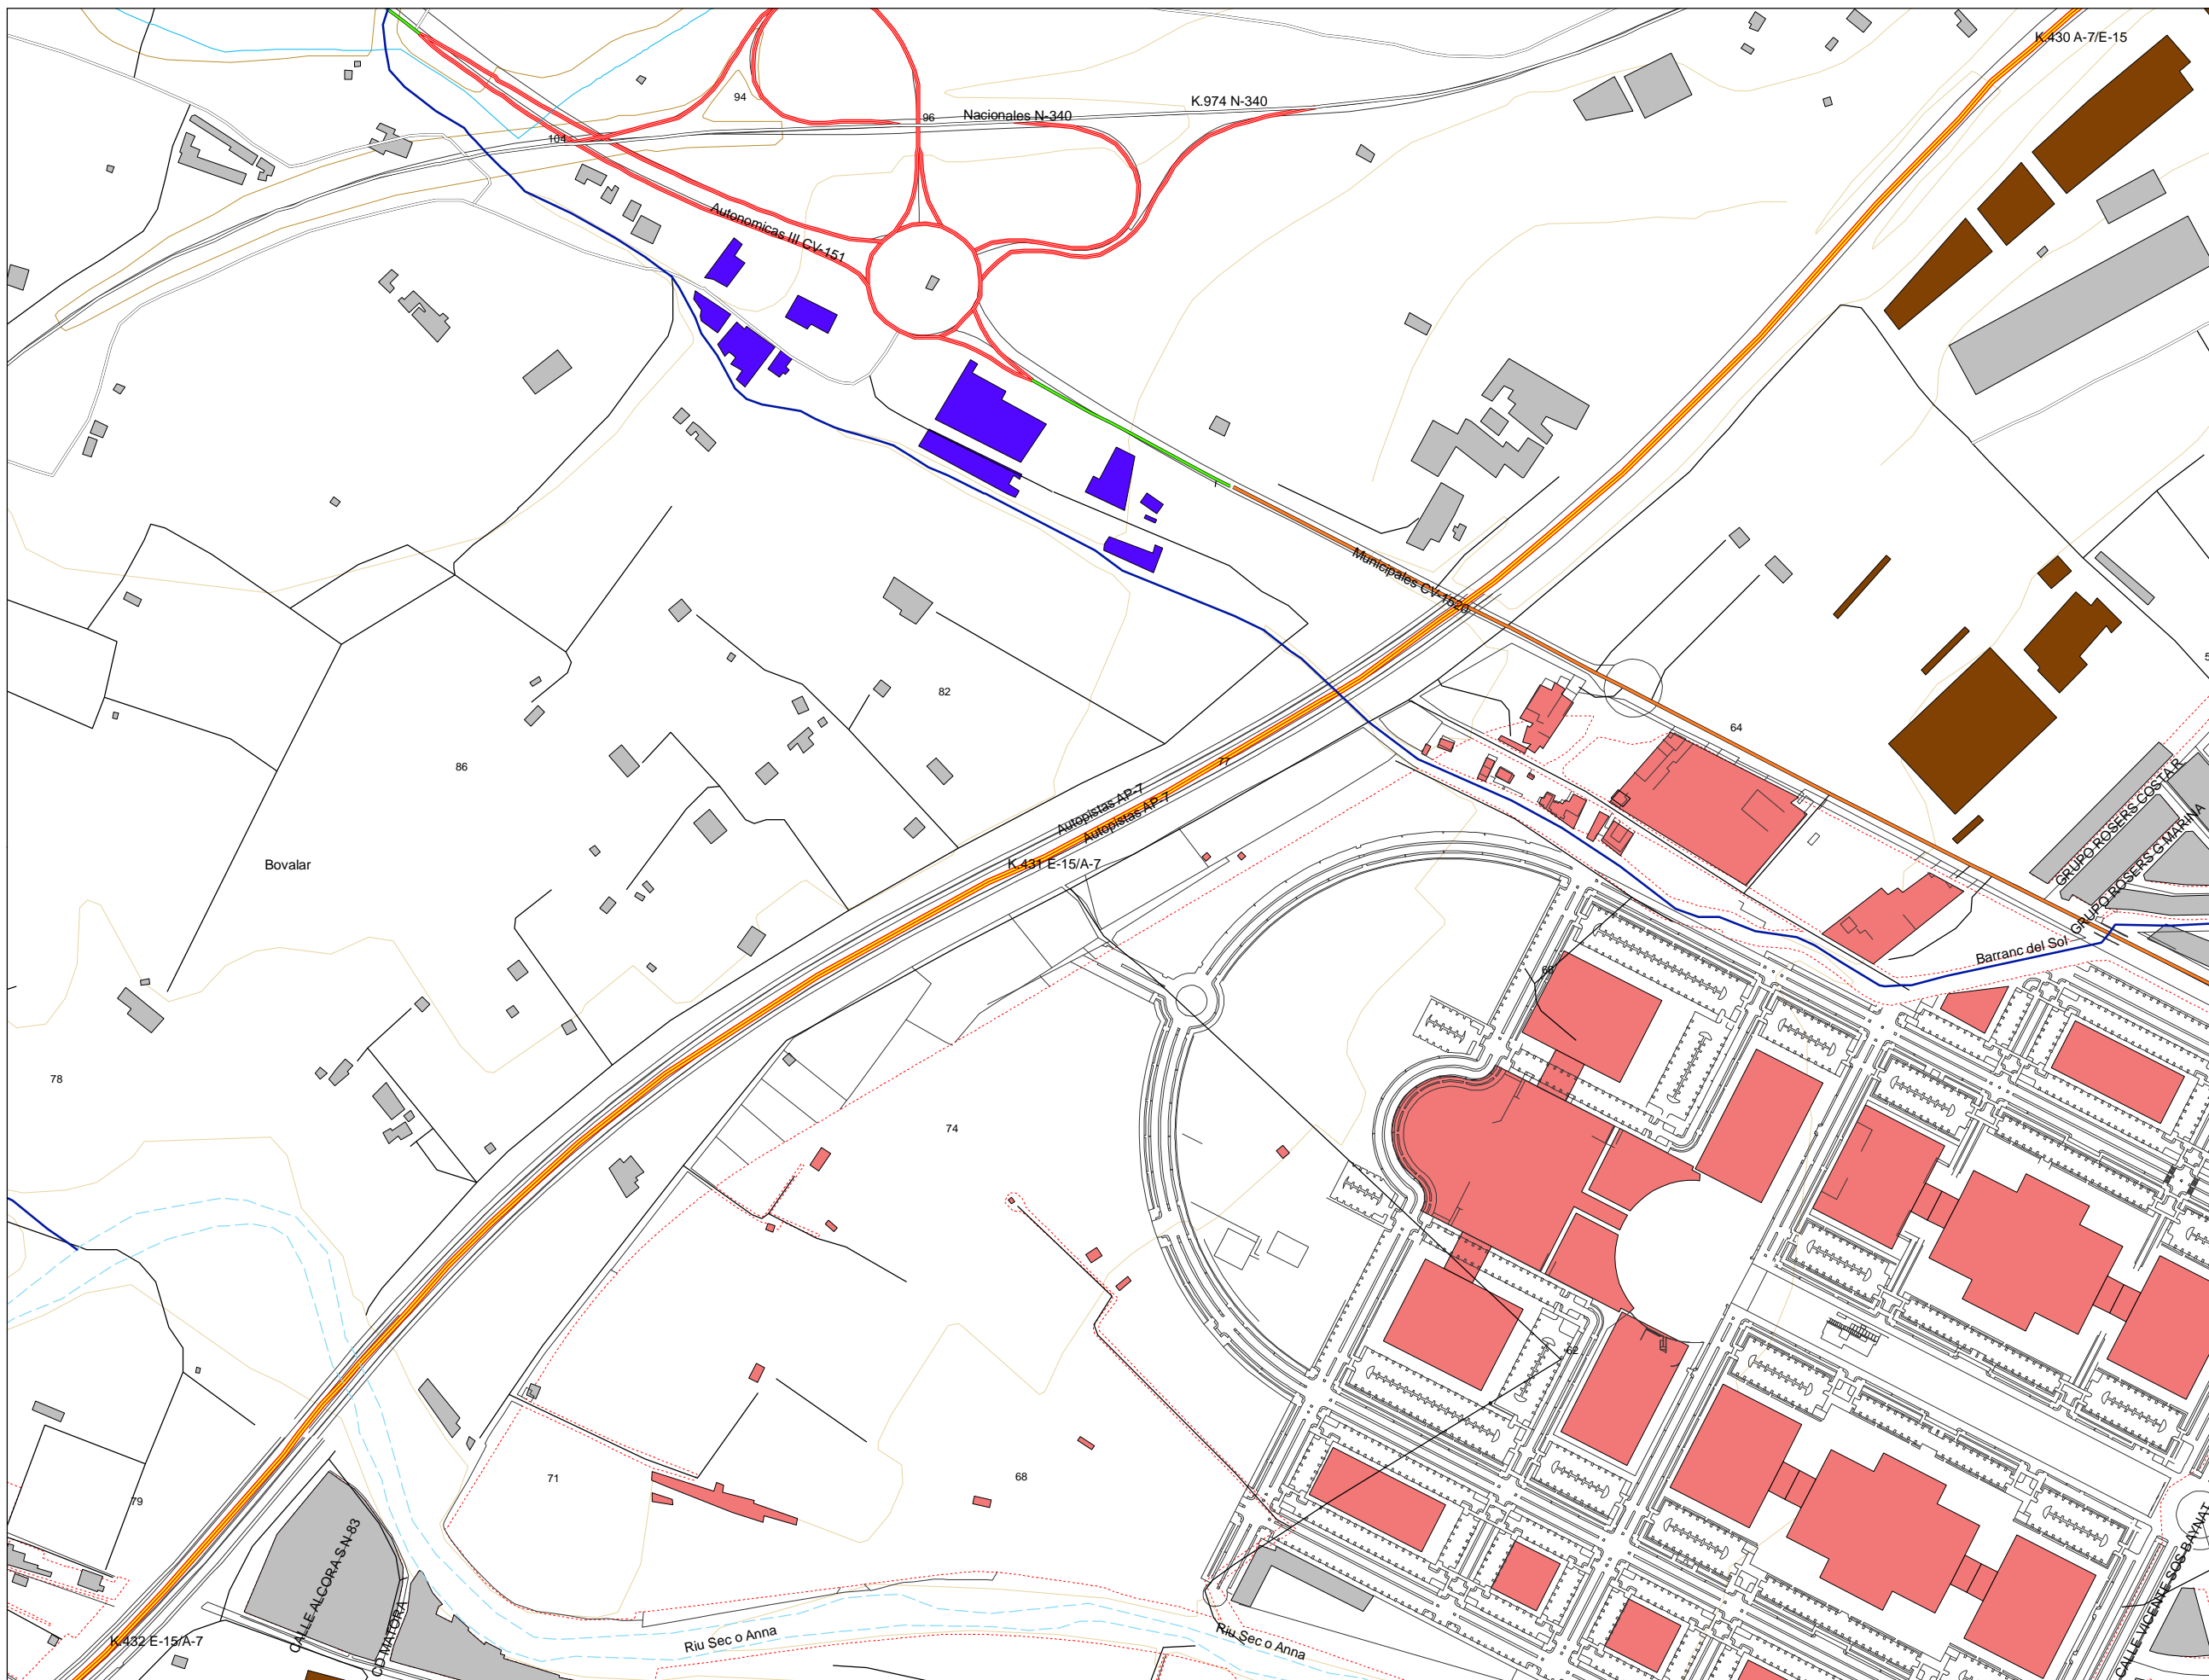 K.430 A-7/E-15
94
K.974 N-340
Nacionales N-340
96
104
Autonomicas III CV-151
Municipales CV-1520
82
64
77
86
Autopistas AP-7
Autopistas AP-7
GRUPO ROSERS COSTA R
GRUPO ROSERS G MARINA
K.431 E-15/A-7
Bovalar
Barranc del Sol
66
78
74
62
71
68
79
CALLE ALCORA S N-83
CO MATORA
K.432 E-15/A-7
Riu Sec o Anna
Riu Sec o Anna
CALLE VICENTE SOS BAYNAT